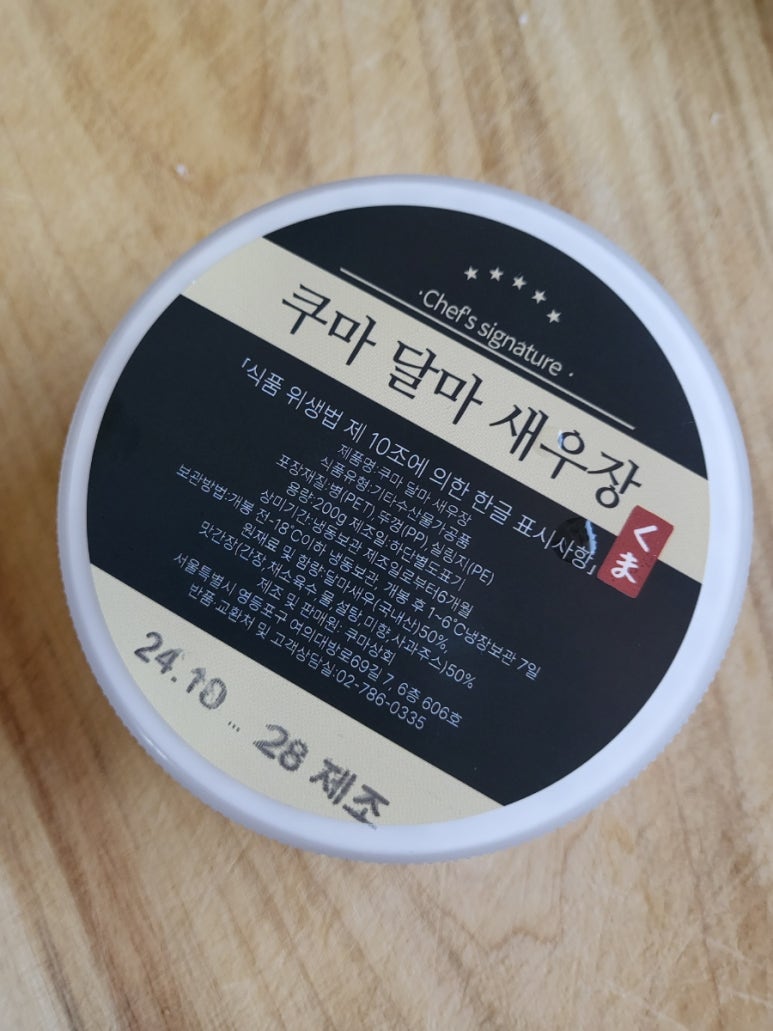 ·Chef's signature·
쿠마 달마 새우장
くま
「식품 위생법 제 10조에 의한 한글 표시사항」
제품명:쿠마 달마 새우장
식품유형:기타수산물가공품
포장재질:병(PET), 뚜껑(PP), 실링지(PE)
용량:200g 제조일:하단별도표기
상미기간:냉동보관 제조일로부터6개월
보관방법:개봉 전-18°C이하 냉동보관, 개봉 후 1~6°C냉장보관 7일
원재료 및 함량:달마새우(국내산)50%,
맛간장(간장,채소육수,물,설탕,미향,사과주스)50%
제조 및 판매원: 쿠마상회
서울특별시 영등포구 여의대방로69길 7, 6층 606호
반품,교환처 및 고객상담실:02-786-0335
24.10 ... 28 제조